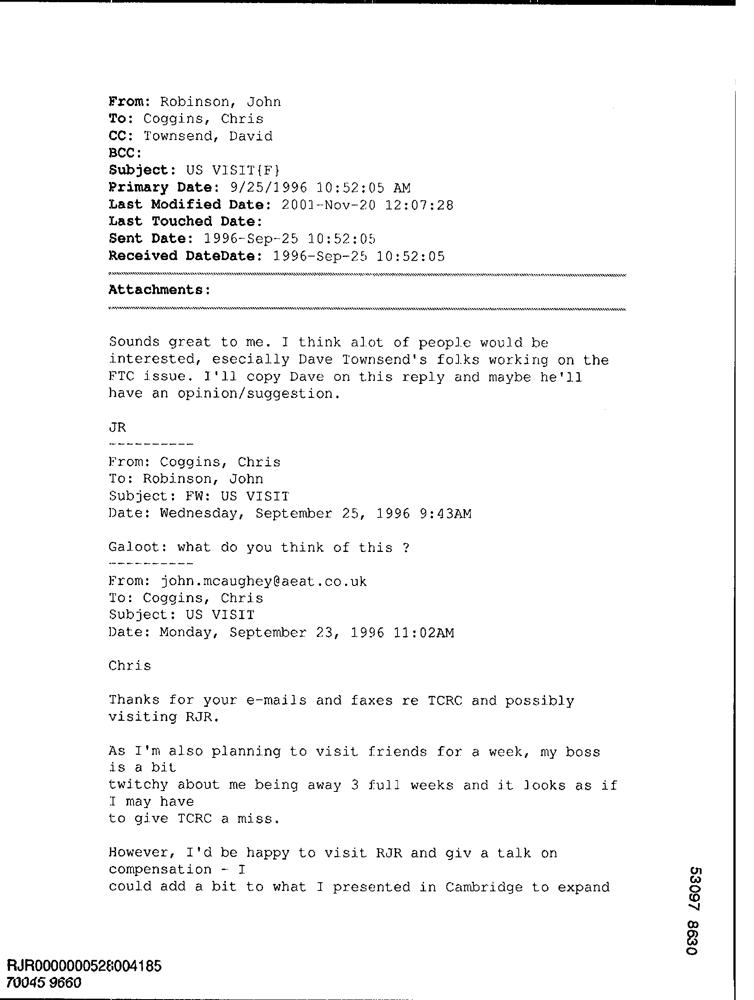 From: Robinson, John
To: Coggins, Chris
CC: Townsend, David
BCC:
Subject: US VISIT{F}
Primary Date: 9/25/1996 10:52:05 AM
Last Modified Date: 2001-Nov-20 12:07:28
Last Touched Date:
Sent Date: 1996-Sep-25 10:52:05
Received DateDate: 1996-Sep-25 10:52:05
Attachments:
Sounds great to me. I think alot of people would be
interested, esecially Dave Townsend's folks working on the
FTC issue. I'll copy Dave on this reply and maybe he'll
have an opinion/suggestion.
JR
----------
From: Coggins, Chris
To: Robinson, John
Subject: FW: US VISIT
Date: Wednesday, September 25, 1996 9:43AM
Galoot: what do you think of this ?
----------
From: john.mcaughey@aeat.co.uk
To: Coggins, Chris
Subject: US VISIT
Date: Monday, September 23, 1996 11:02AM
Chris
Thanks for your e-mails and faxes re TCRC and possibly
visiting RJR.
As I'm also planning to visit friends for a week, my boss
is a bit
twitchy about me being away 3 full weeks and it looks as if
I may have
to give TCRC a miss.
However, I'd be happy to visit RJR and giv a talk on
compensation - I
could add a bit to what I presented in Cambridge to expand
53097 8630
RJR0000000528004185
70045 9660